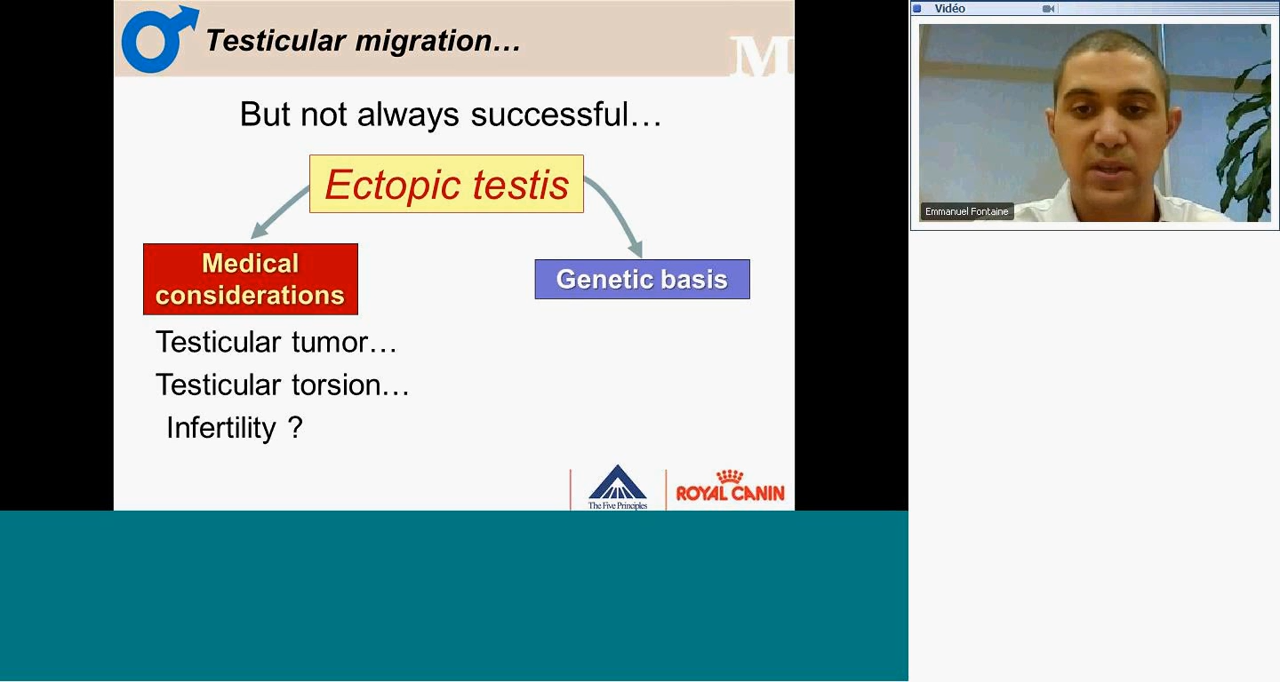 Testicular migration…
M
But not always successful…
Ectopic testis
Medical
considerations
Genetic basis
Testicular tumor…
Testicular torsion…
Infertility ?
The Five Principles
ROYAL CANIN
Vidéo
Emmanuel Fontaine